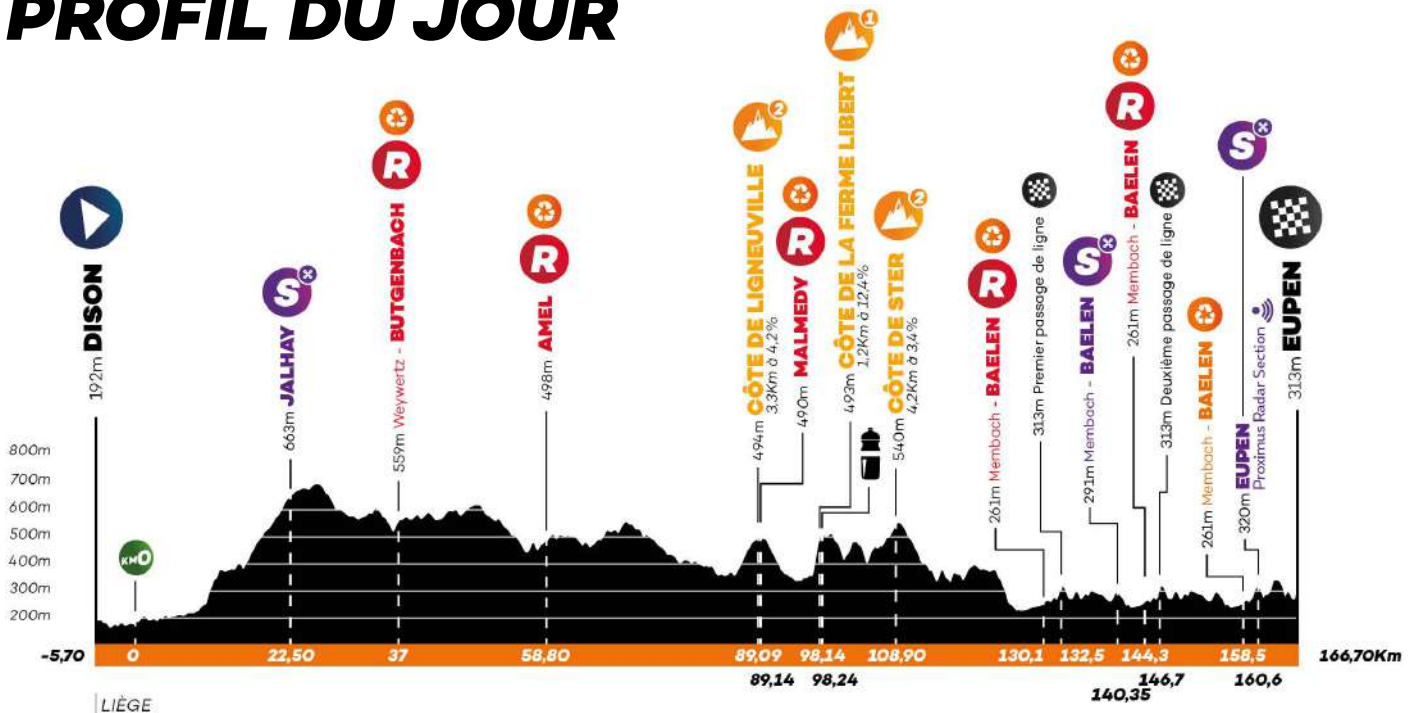 PROFIL DU JOUR
192m DISON
KM0
S
663m JALHAY
R
559m Weywertz - BUTGENBACH
R
498m AMEL
2
494m CÔTE DE LIGNEUVILLE
3,3Km à 4,2%
R
490m MALMEDY
1
493m CÔTE DE LA FERME LIBERT
1,2Km à 12,4%
2
540m CÔTE DE STER
4,2Km à 3,4%
R
261m Membach - BAELEN
313m Premier passage de ligne
S
291m Membach - BAELEN
R
261m Membach - BAELEN
313m Deuxième passage de ligne
261m Membach - BAELEN
S
320m EUPEN
Proximus Radar Section
313m EUPEN
800m
700m
600m
500m
400m
300m
200m
-5,70 0 22,50 37 58,80 89,09 98,14 108,90 130,1 132,5 144,3 158,5 166,70Km
89,14 98,24 140,35 146,7 160,6
LIÈGE